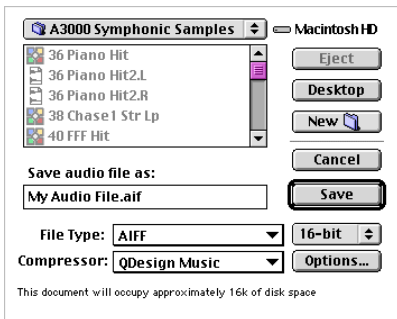 A3000 Symphonic Samples
Macintosh HD
36 Piano Hit
36 Piano Hit2.L
36 Piano Hit2.R
38 Chase1 Str Lp
40 FFF Hit
Eject
Desktop
New
Cancel
Save
Save audio file as:
My Audio File.aif
File Type: AIFF
16-bit
Compressor: QDesign Music
Options...
This document will occupy approximately 16k of disk space